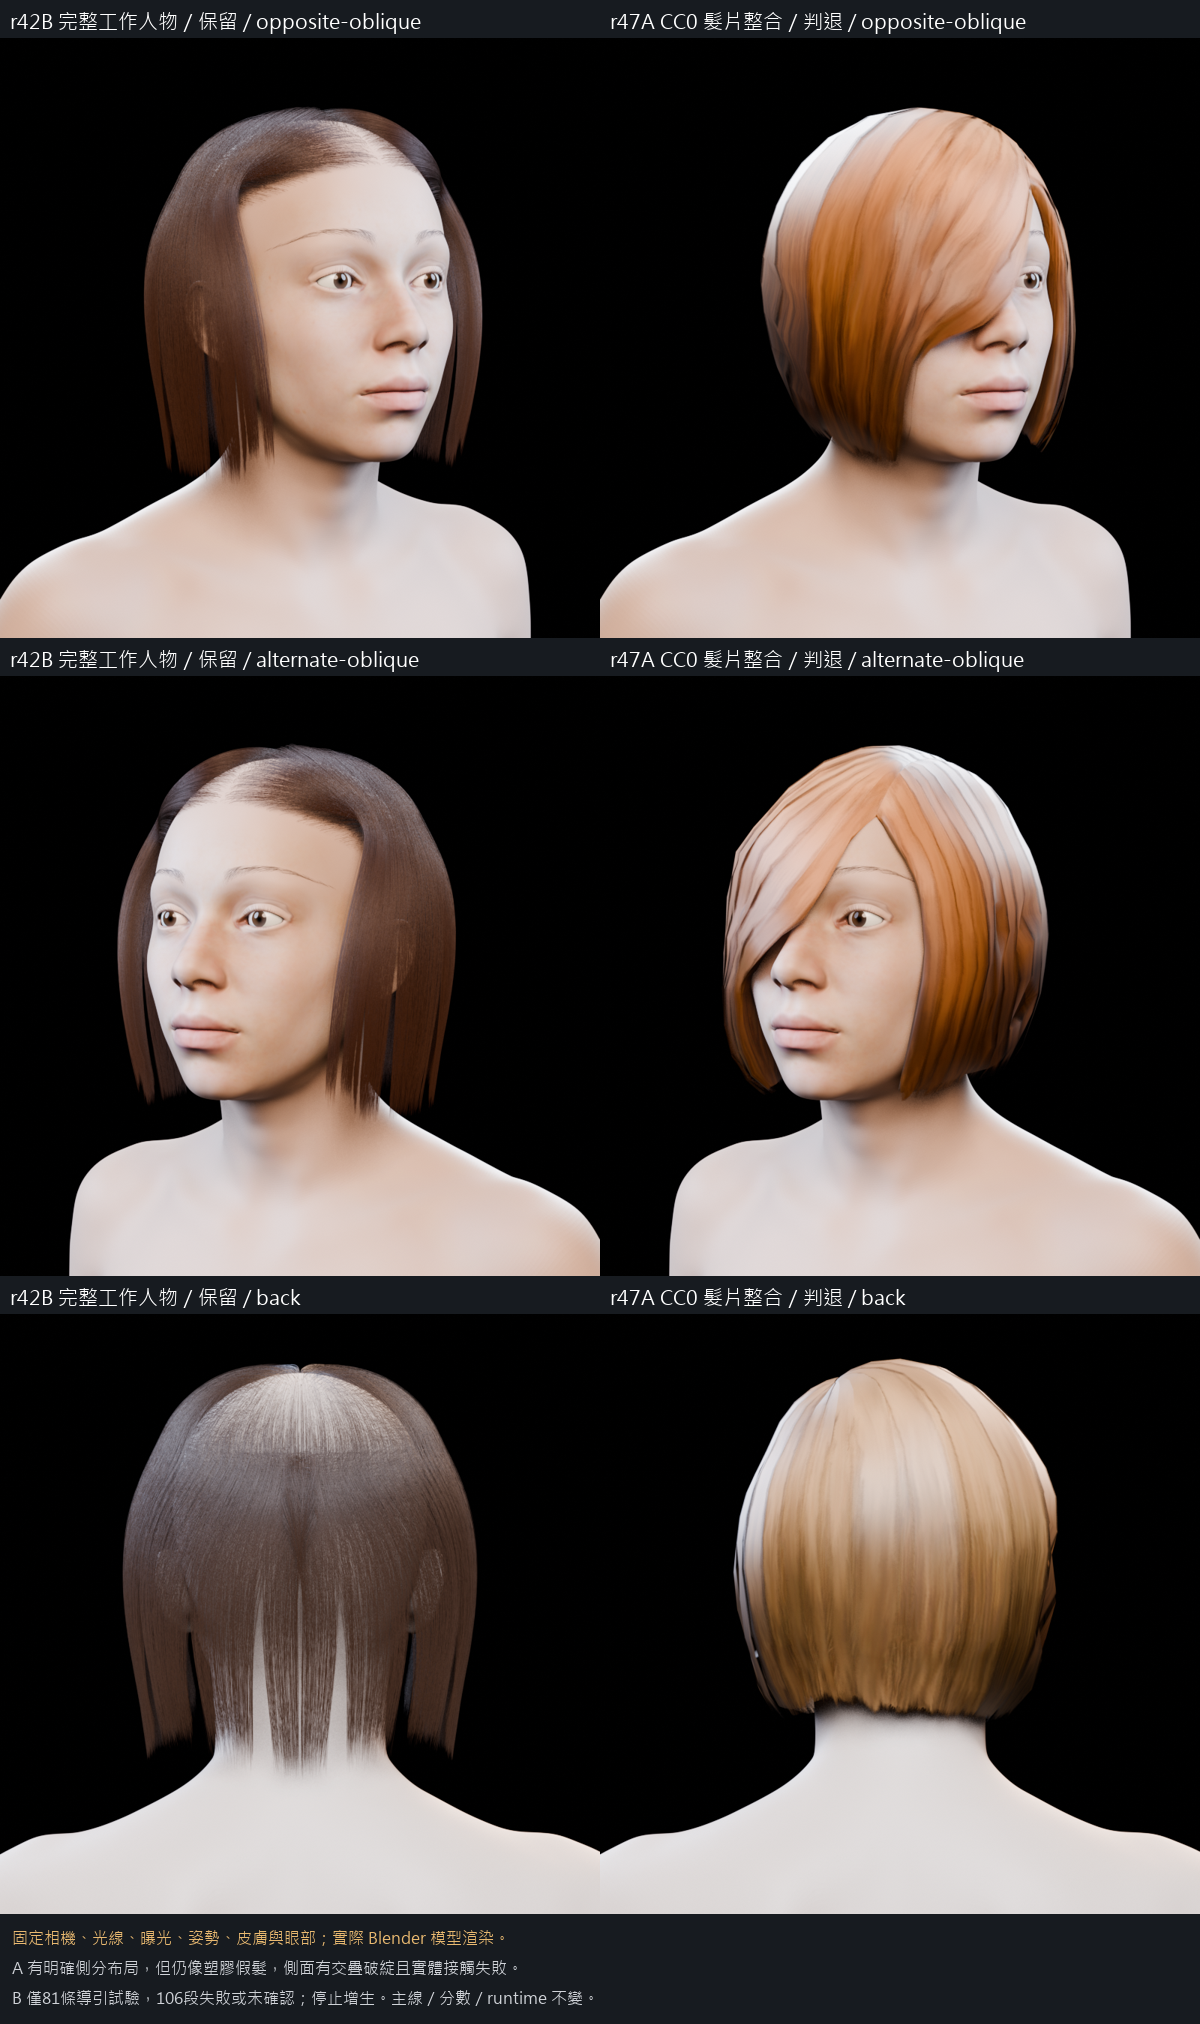 r42B 完整工作人物 / 保留 / opposite-oblique
r47A CC0 髮片整合 / 判退 / opposite-oblique
r42B 完整工作人物 / 保留 / alternate-oblique
r47A CC0 髮片整合 / 判退 / alternate-oblique
r42B 完整工作人物 / 保留 / back
r47A CC0 髮片整合 / 判退 / back
固定相機、光線、曝光、姿勢、皮膚與眼部；實際 Blender 模型渲染。
A 有明確側分布局，但仍像塑膠假髮，側面有交疊破綻且實體接觸失敗。
B 僅81條導引試驗，106段失敗或未確認；停止增生。主線 / 分數 / runtime 不變。